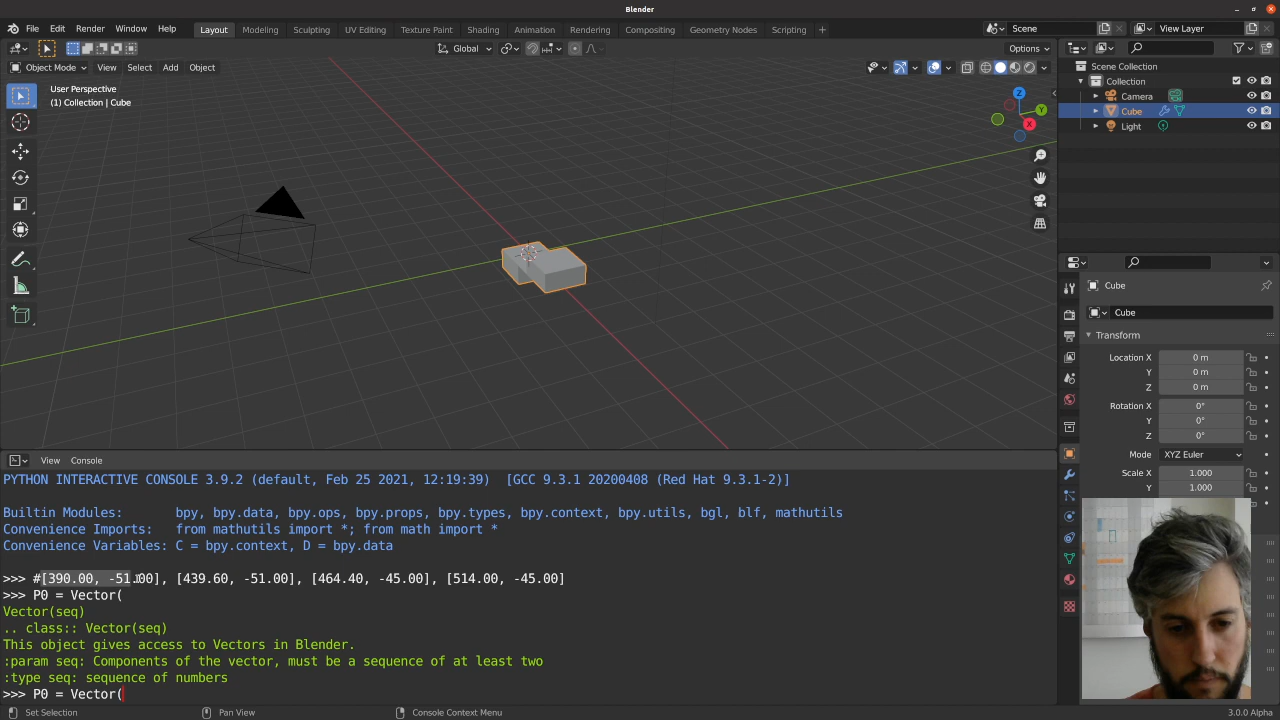 Blender
File Edit Render Window Help
Layout Modeling Sculpting UV Editing Texture Paint Shading Animation Rendering Compositing Geometry Nodes Scripting +
Scene
View Layer
Global
Options
Object Mode View Select Add Object
User Perspective
(1) Collection | Cube
Z
Y
X
Scene Collection
Collection
Camera
Cube
Light
Cube
Cube
Transform
Location X 0 m
Y 0 m
Z 0 m
Rotation X 0°
Y 0°
Z 0°
Mode XYZ Euler
Scale X 1.000
Y 1.000
View Console
PYTHON INTERACTIVE CONSOLE 3.9.2 (default, Feb 25 2021, 12:19:39)  [GCC 9.3.1 20200408 (Red Hat 9.3.1-2)]
Builtin Modules:       bpy, bpy.data, bpy.ops, bpy.props, bpy.types, bpy.context, bpy.utils, bgl, blf, mathutils
Convenience Imports:   from mathutils import *; from math import *
Convenience Variables: C = bpy.context, D = bpy.data
>>> #[390.00, -51.00], [439.60, -51.00], [464.40, -45.00], [514.00, -45.00]
>>> P0 = Vector(
Vector(seq)
.. class:: Vector(seq)
This object gives access to Vectors in Blender.
:param seq: Components of the vector, must be a sequence of at least two
:type seq: sequence of numbers
>>> P0 = Vector(
Set Selection Pan View Console Context Menu
3.0.0 Alpha